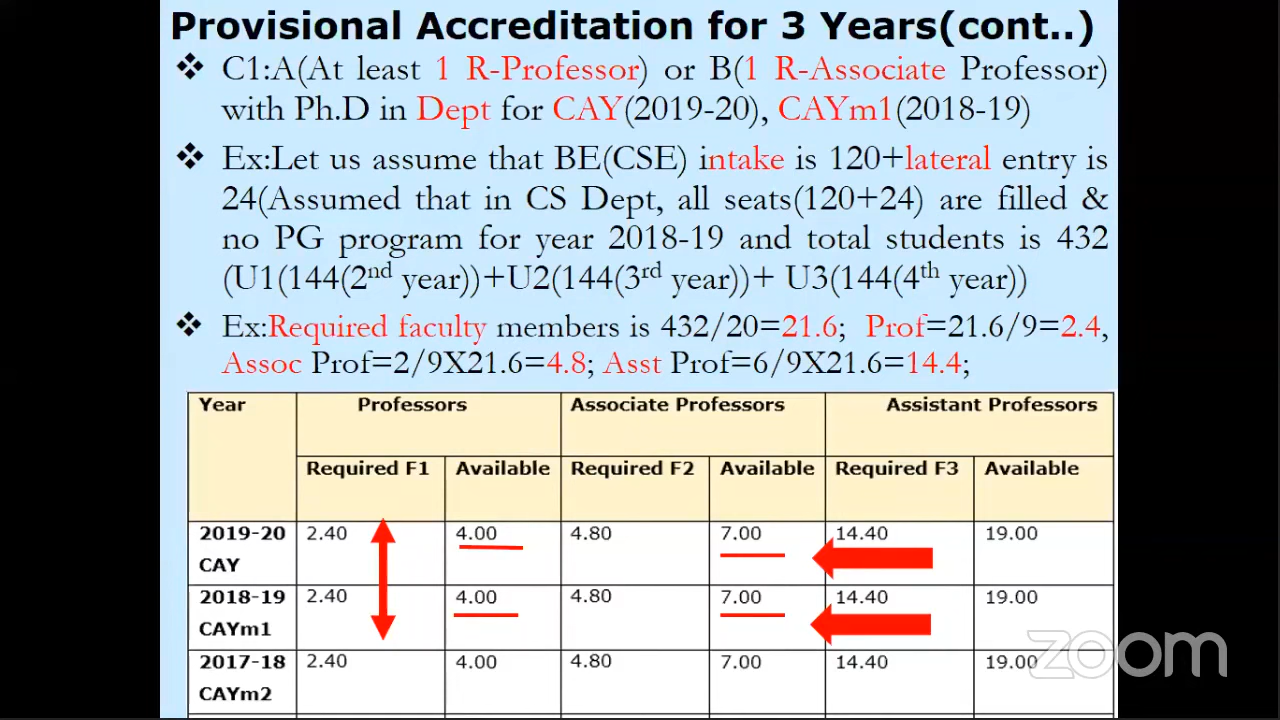 Provisional Accreditation for 3 Years(cont..)
❖ C1:A(At least 1 R-Professor) or B(1 R-Associate Professor)
with Ph.D in Dept for CAY(2019-20), CAYm1(2018-19)
❖ Ex:Let us assume that BE(CSE) intake is 120+lateral entry is
24(Assumed that in CS Dept, all seats(120+24) are filled &
no PG program for year 2018-19 and total students is 432
(U1(144(2nd year))+U2(144(3rd year))+ U3(144(4th year))
❖ Ex:Required faculty members is 432/20=21.6; Prof=21.6/9=2.4,
Assoc Prof=2/9X21.6=4.8; Asst Prof=6/9X21.6=14.4;
Year Professors Associate Professors Assistant Professors
Required F1 Available Required F2 Available Required F3 Available
2019-20 2.40 4.00 4.80 7.00 14.40 19.00
CAY
2018-19 2.40 4.00 4.80 7.00 14.40 19.00
CAYm1
2017-18 2.40 4.00 4.80 7.00 14.40 19.00
CAYm2
zoom